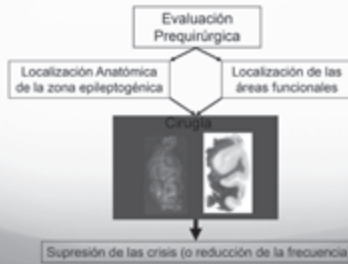 Evaluación
Prequirúrgica
Localización Anatómica
de la zona epileptogénica
Localización de las
áreas funcionales
Cirugía
Supresión de las crisis (o reducción de la frecuencia